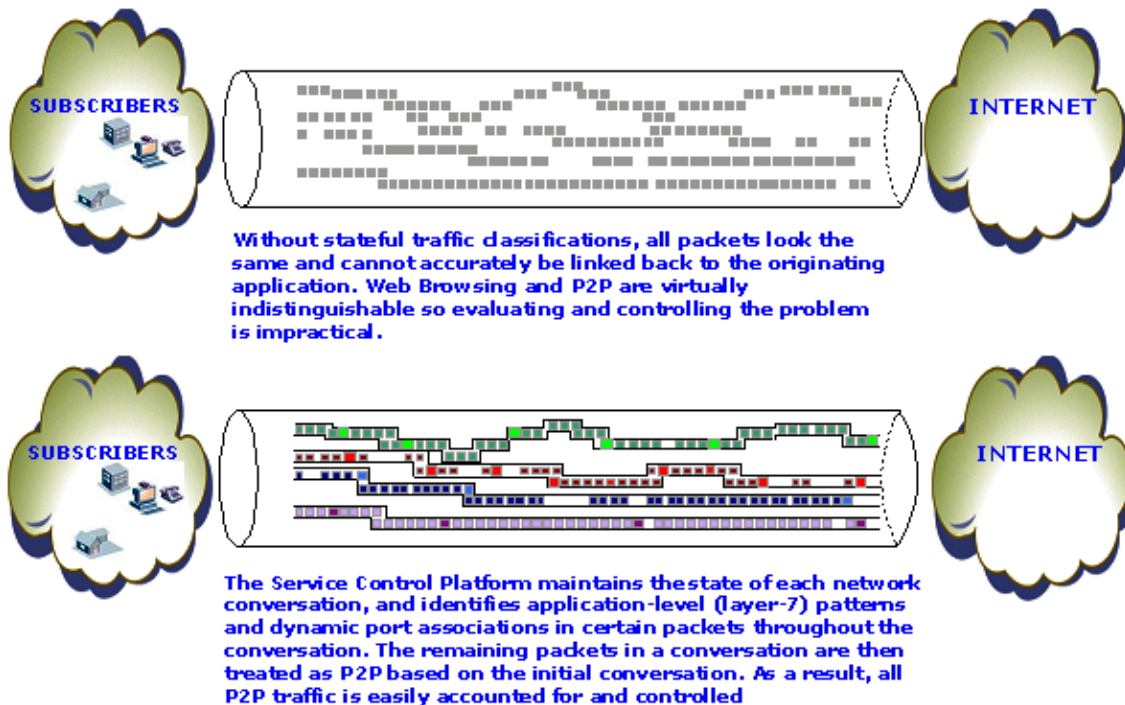 SUBSCRIBERS
INTERNET
Without stateful traffic classifications, all packets look the
same and cannot accurately be linked back to the originating
application. Web Browsing and P2P are virtually
indistinguishable so evaluating and controlling the problem
is impractical.
SUBSCRIBERS
INTERNET
The Service Control Platform maintains the state of each network
conversation, and identifies application-level (layer-7) patterns
and dynamic port associations in certain packets throughout the
conversation. The remaining packets in a conversation are then
treated as P2P based on the initial conversation. As a result, all
P2P traffic is easily accounted for and controlled